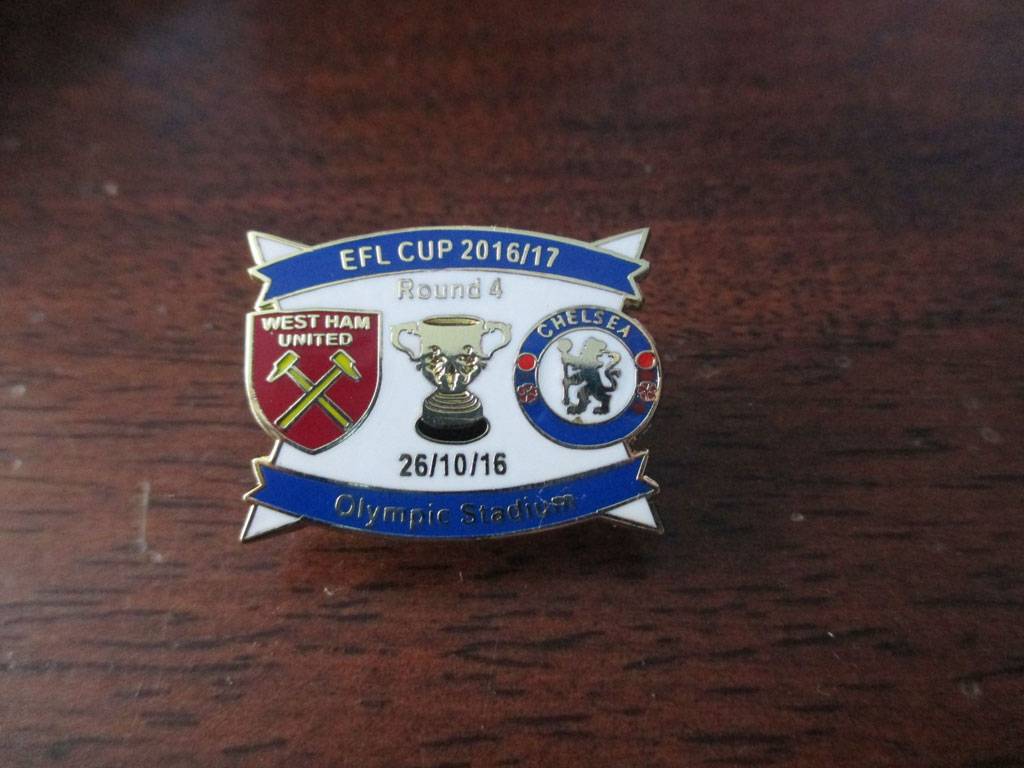 EFL CUP 2016/17
Round 4
WEST HAM
UNITED
CHELSEA
26/10/16
Olympic Stadium